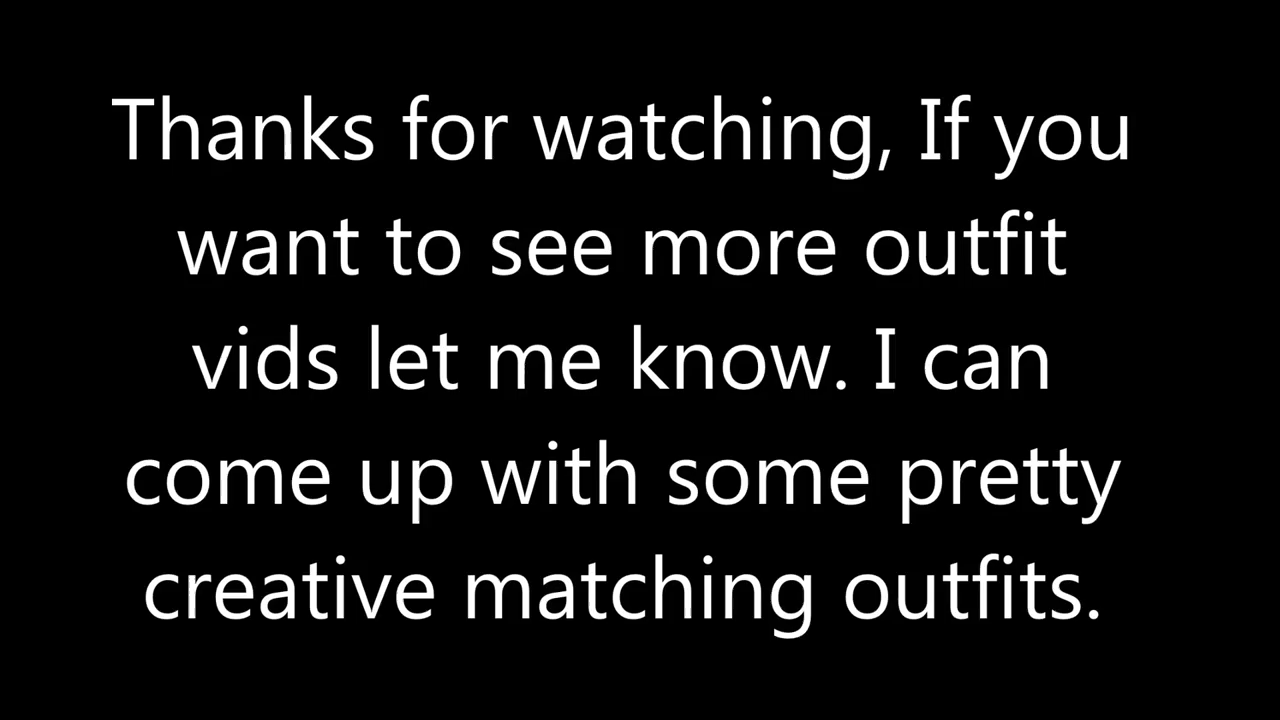 Thanks for watching, If you
want to see more outfit
vids let me know. I can
come up with some pretty
creative matching outfits.